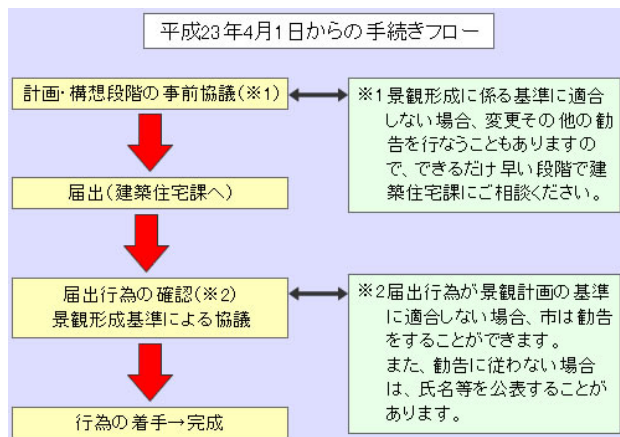 平成23年4月1日からの手続きフロー
計画・構想段階の事前協議(※1)
※1景観形成に係る基準に適合
しない場合、変更その他の勧
告を行なうこともありますの
で、できるだけ早い段階で建
築住宅課にご相談ください。
届出(建築住宅課へ)
届出行為の確認(※2)
景観形成基準による協議
※2届出行為が景観計画の基準
に適合しない場合、市は勧告
をすることができます。
また、勧告に従わない場合
は、氏名等を公表することが
あります。
行為の着手→完成